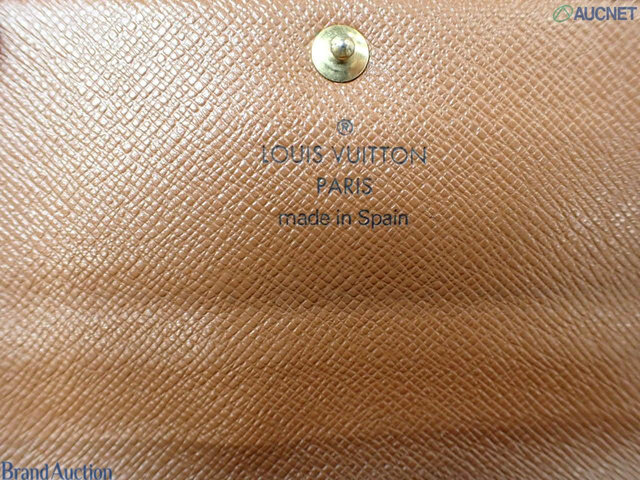 AUCNET
®
LOUIS VUITTON
PARIS
made in Spain
Brand Auction